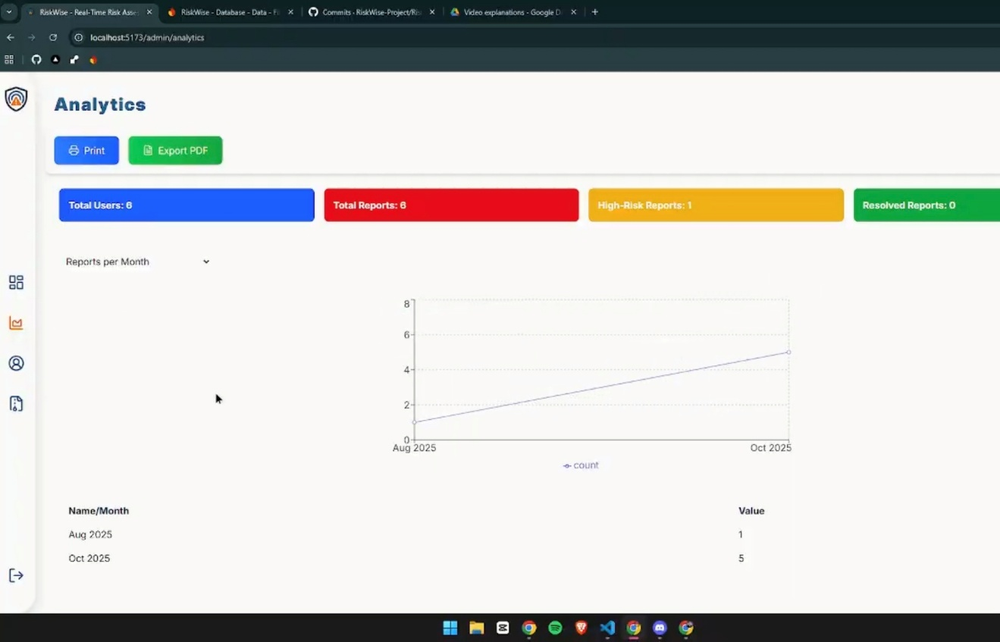 RiskWise - Real-Time Risk Asse
RiskWise - Database - Data - Fi
Commits · RiskWise-Project/Ris
Video explanations - Google D
localhost:5173/admin/analytics
Analytics
Print
Export PDF
Total Users: 6
Total Reports: 6
High-Risk Reports: 1
Resolved Reports: 0
Reports per Month
8
6
4
2
0
Aug 2025
Oct 2025
count
Name/Month Value
Aug 2025 1
Oct 2025 5